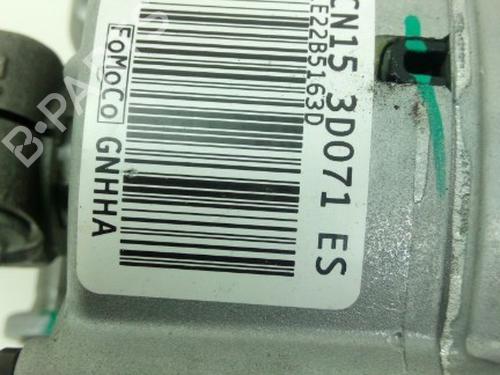 CN15 3D071 ES
E22B5163D
FoMoCo GNHHA
B-PARTS